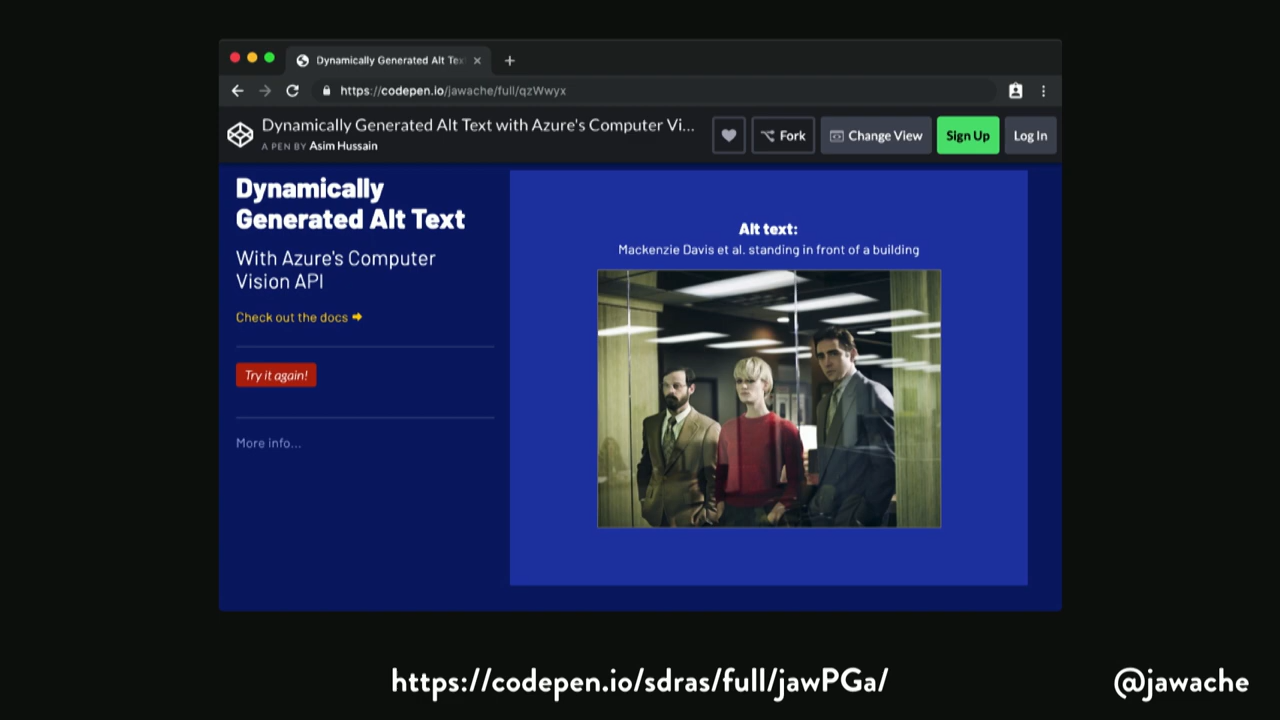 Dynamically Generated Alt Tex
https://codepen.io/jawache/full/qzWwyx
Dynamically Generated Alt Text with Azure's Computer Vi...
A PEN BY Asim Hussain
Fork
Change View
Sign Up
Log In
Dynamically
Generated Alt Text
With Azure's Computer
Vision API
Check out the docs
Try it again!
More info...
Alt text:
Mackenzie Davis et al. standing in front of a building
https://codepen.io/sdras/full/jawPGa/
@jawache